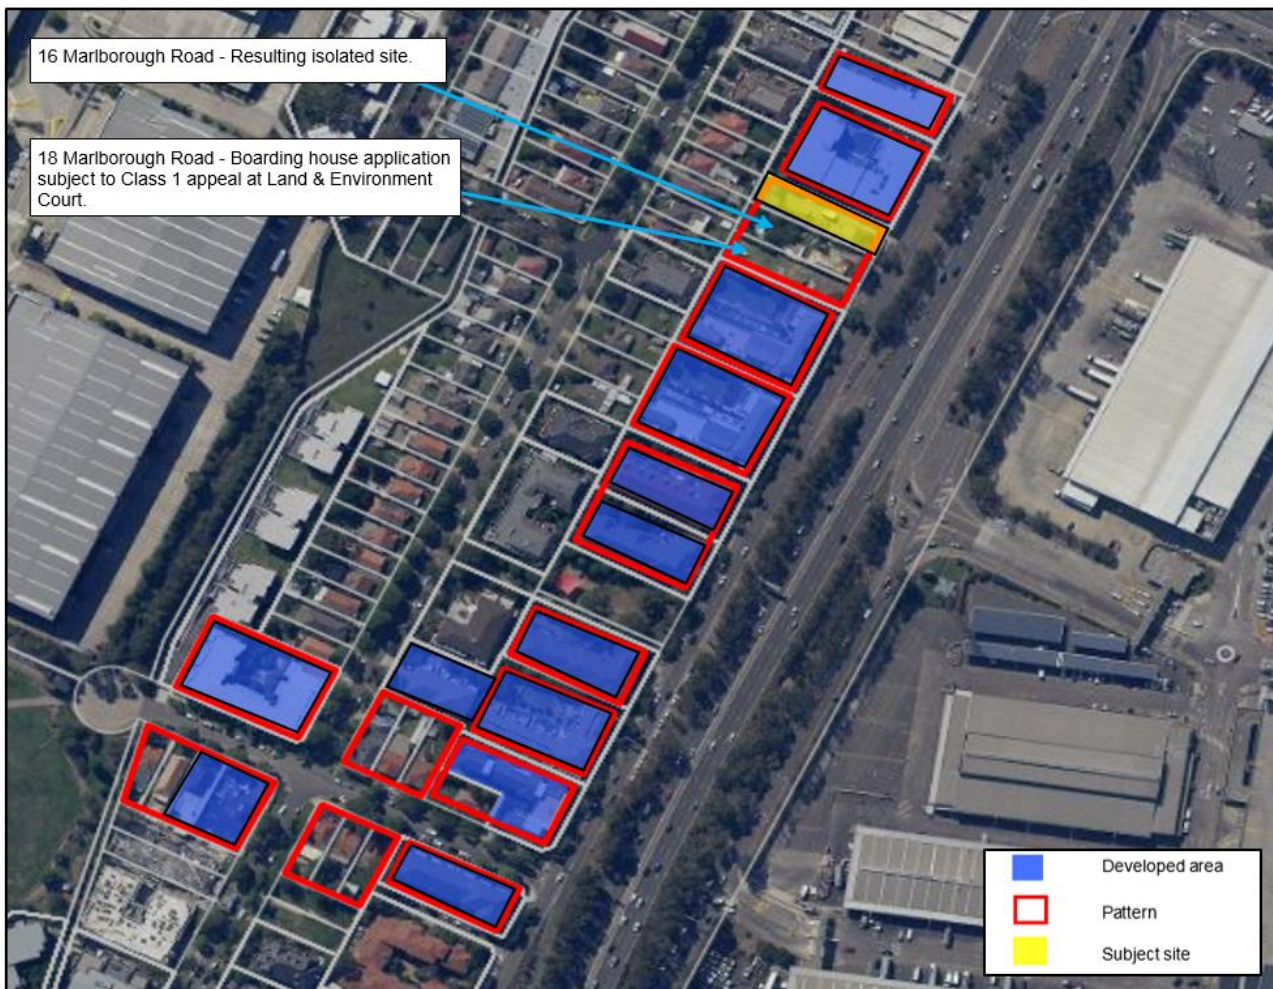 16 Marlborough Road - Resulting isolated site.
18 Marlborough Road - Boarding house application
subject to Class 1 appeal at Land & Environment
Court.
Developed area
Pattern
Subject site